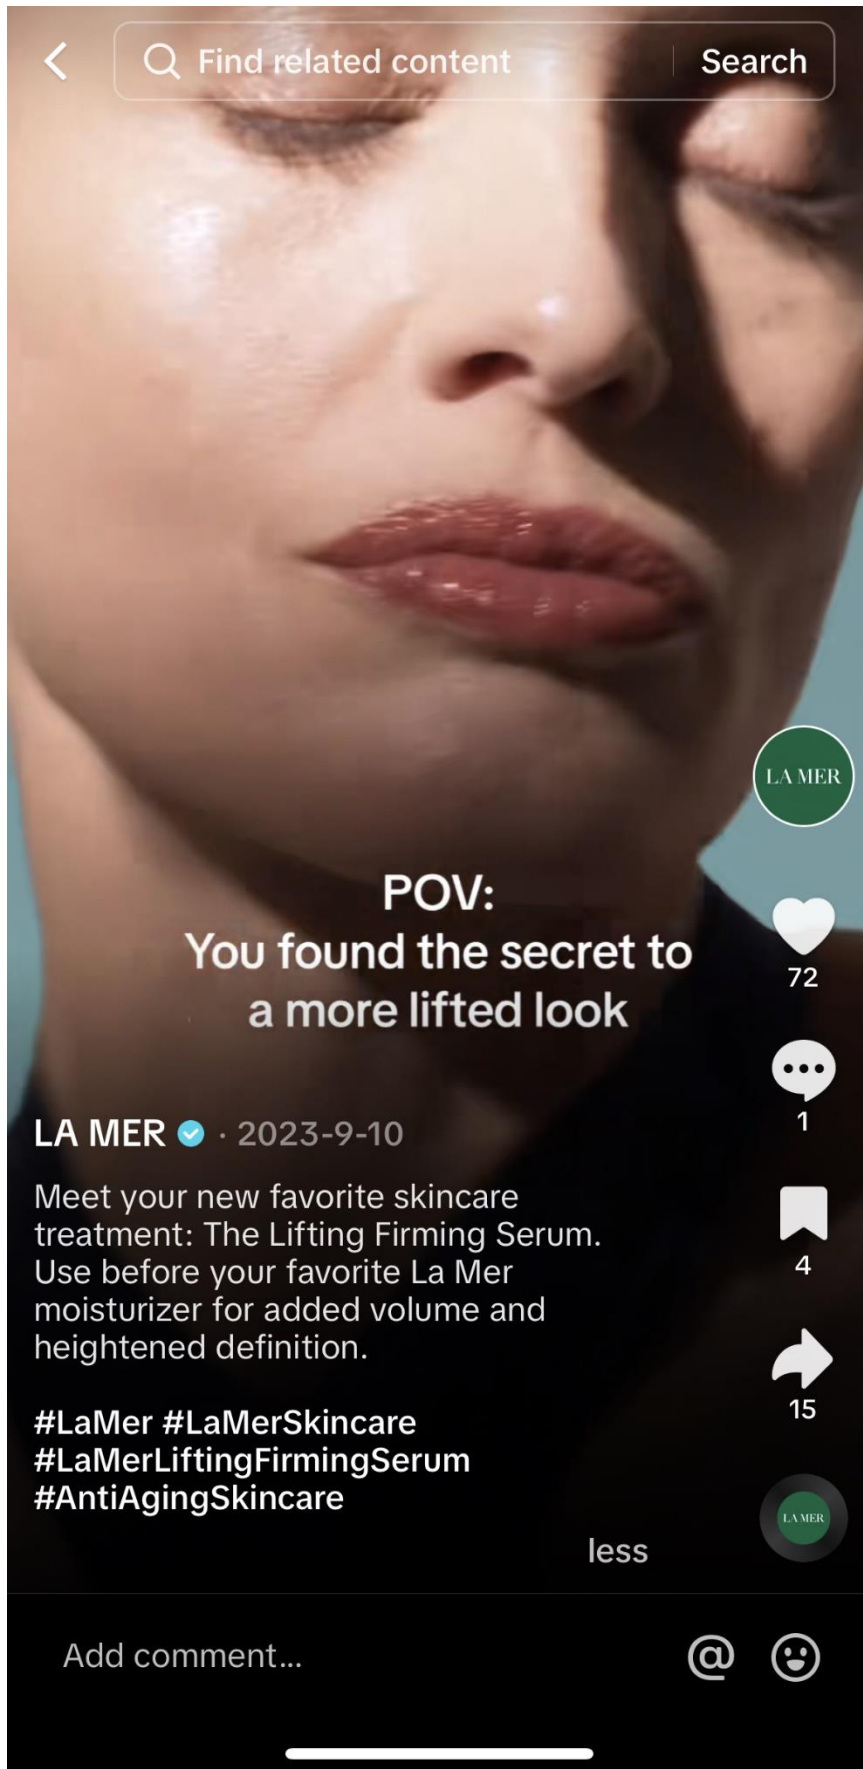 Find related content
Search
LA MER
POV:
You found the secret to
a more lifted look
72
1
LA MER · 2023-9-10
Meet your new favorite skincare
treatment: The Lifting Firming Serum.
Use before your favorite La Mer
moisturizer for added volume and
heightened definition.
4
15
#LaMer #LaMerSkincare
#LaMerLiftingFirmingSerum
#AntiAgingSkincare
LA MER
less
Add comment...
@